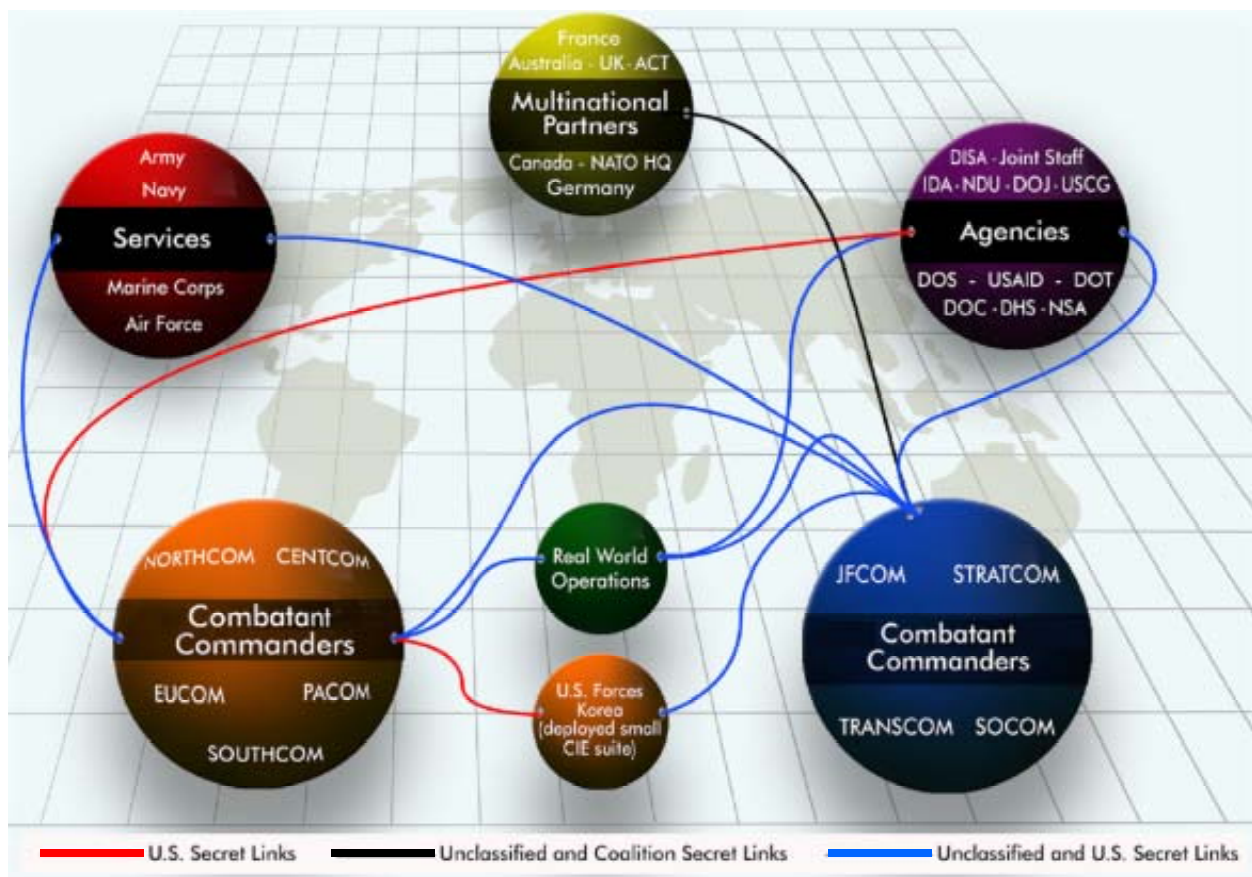 France
Australia - UK - ACT
Multinational
Partners
Canada - NATO HQ
Germany
Army
Navy
Services
Marine Corps
Air Force
DISA - Joint Staff
IDA - NDU - DOJ - USCG
Agencies
DOS - USAID - DOT
DOC - DHS - NSA
NORTHCOM CENTCOM
Combatant
Commanders
EUCOM PACOM
SOUTHCOM
Real World
Operations
U.S. Forces
Korea
(deployed small
CIE suite)
JFCOM STRATCOM
Combatant
Commanders
TRANSCOM SOCOM
U.S. Secret Links Unclassified and Coalition Secret Links Unclassified and U.S. Secret Links